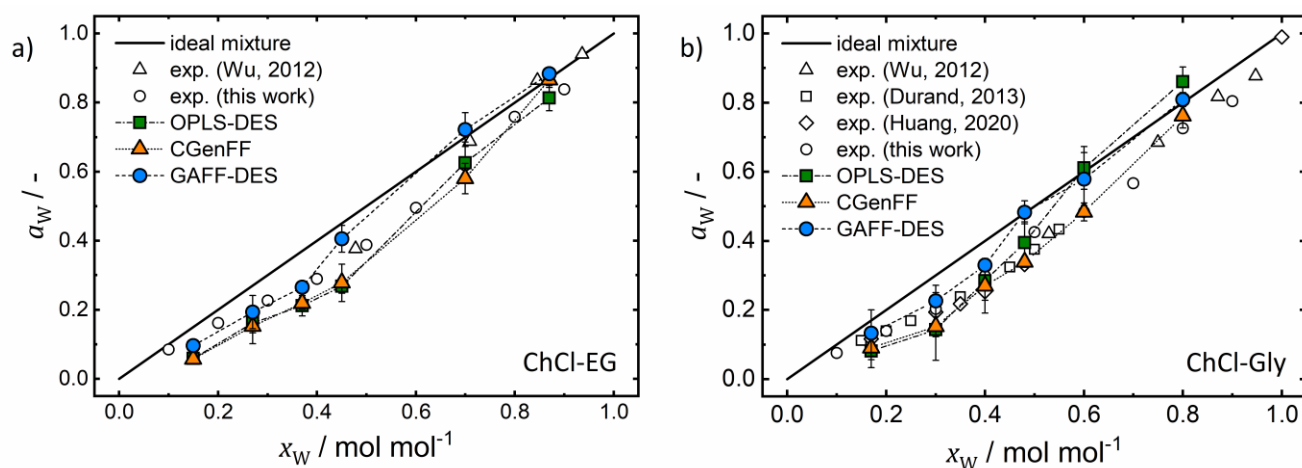 a)
ideal mixture
exp. (Wu, 2012)
exp. (this work)
OPLS-DES
CGenFF
GAFF-DES
1.0
0.8
0.6
0.4
0.2
0.0
a_W / -
ChCl-EG
0.0 0.2 0.4 0.6 0.8 1.0
x_W / mol mol⁻¹
b)
ideal mixture
exp. (Wu, 2012)
exp. (Durand, 2013)
exp. (Huang, 2020)
exp. (this work)
OPLS-DES
CGenFF
GAFF-DES
1.0
0.8
0.6
0.4
0.2
0.0
a_W / -
ChCl-Gly
0.0 0.2 0.4 0.6 0.8 1.0
x_W / mol mol⁻¹